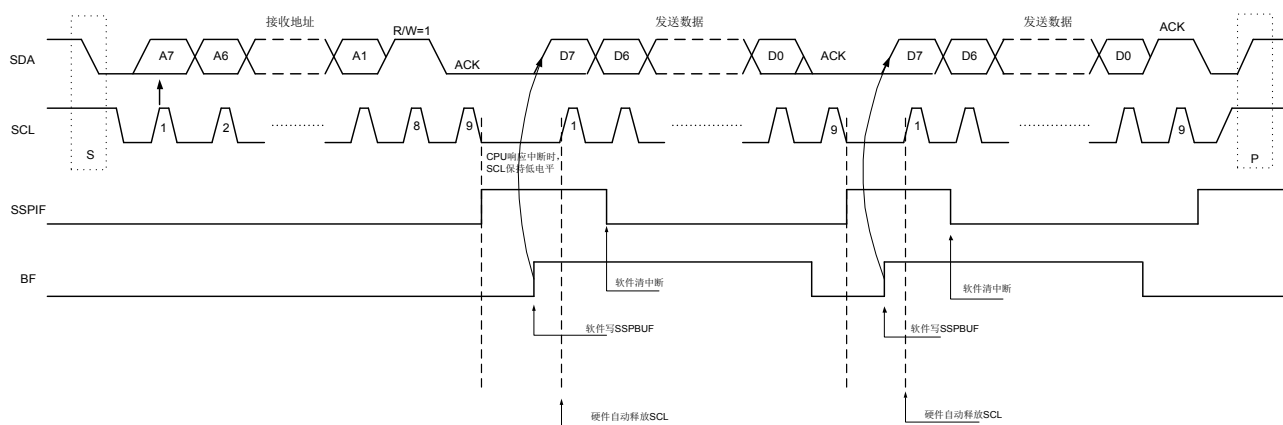 接收地址
发送数据
发送数据
R/W=1
ACK
SDA
A7
A6
A1
ACK
D7
D6
D0
ACK
D7
D6
D0
SCL
1
2
8
9
1
9
1
9
S
P
CPU响应中断时，
SCL保持低电平
SSPIF
BF
软件清中断
软件清中断
软件写SSPBUF
软件写SSPBUF
硬件自动释放SCL
硬件自动释放SCL